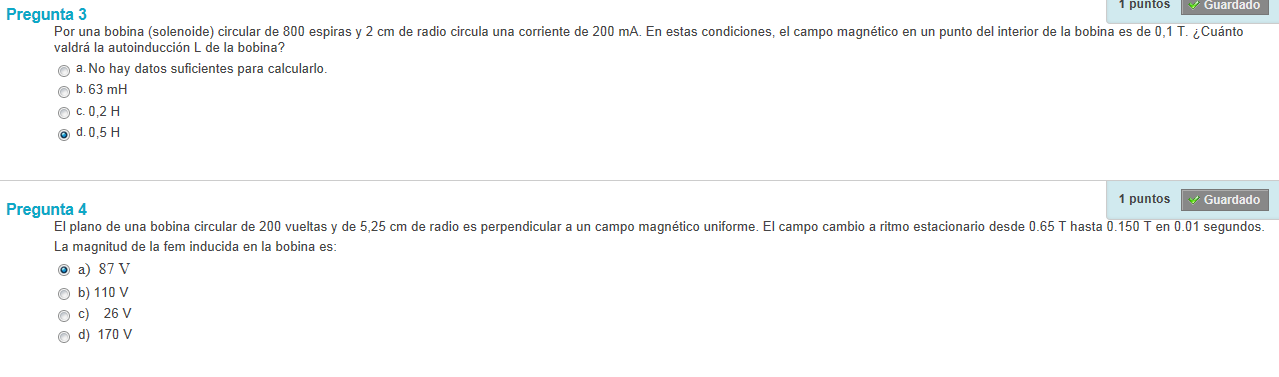 1 puntos Guardado
Pregunta 3
Por una bobina (solenoide) circular de 800 espiras y 2 cm de radio circula una corriente de 200 mA. En estas condiciones, el campo magnético en un punto del interior de la bobina es de 0,1 T. ¿Cuánto
valdrá la autoinducción L de la bobina?
a. No hay datos suficientes para calcularlo.
b. 63 mH
c. 0,2 H
d. 0,5 H
1 puntos Guardado
Pregunta 4
El plano de una bobina circular de 200 vueltas y de 5,25 cm de radio es perpendicular a un campo magnético uniforme. El campo cambio a ritmo estacionario desde 0.65 T hasta 0.150 T en 0.01 segundos.
La magnitud de la fem inducida en la bobina es:
a) 87 V
b) 110 V
c) 26 V
d) 170 V